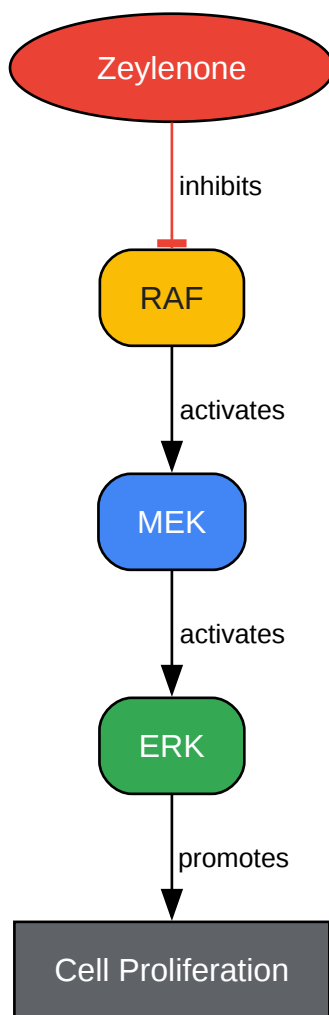 Zeylenone
inhibits
RAF
activates
MEK
activates
ERK
promotes
Cell Proliferation